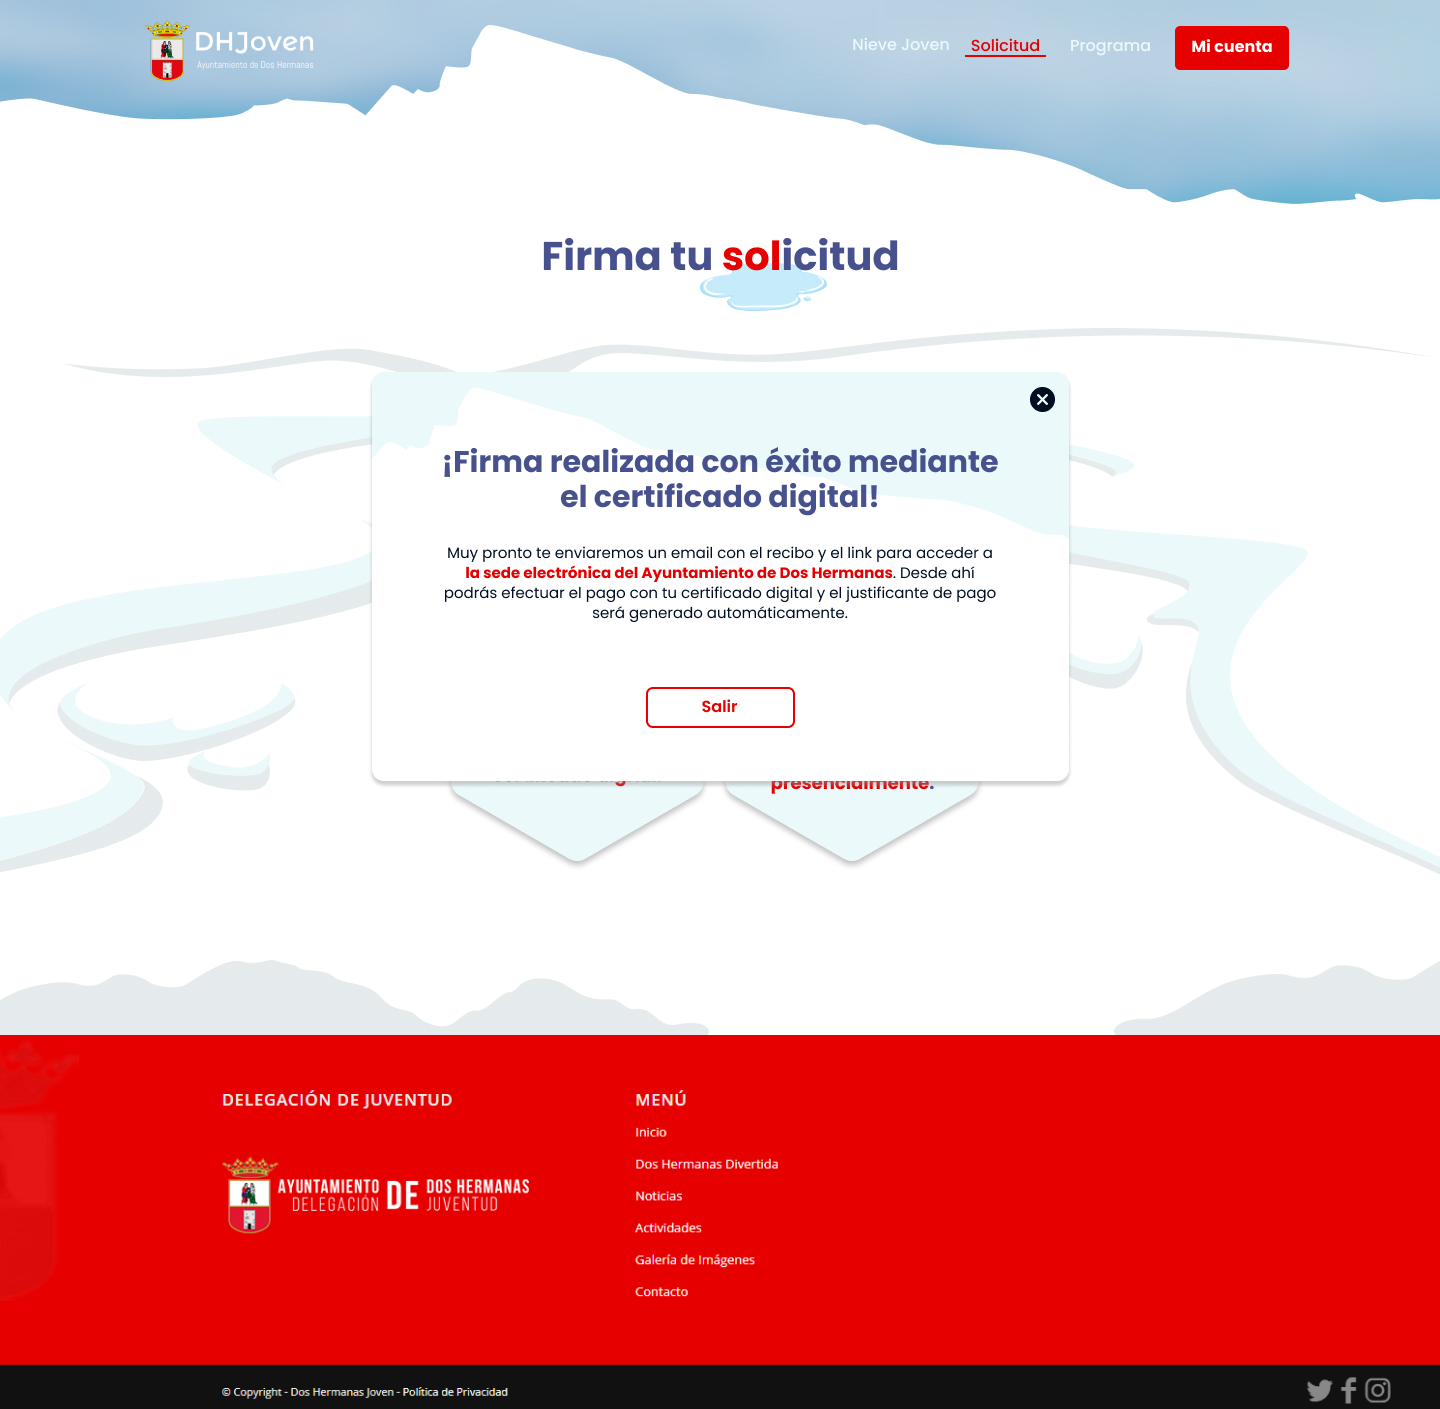 DHJoven
Ayuntamiento de Dos Hermanas
Nieve Joven
Solicitud
Programa
Mi cuenta
Firma tu solicitud
¡Firma realizada con éxito mediante
el certificado digital!
Muy pronto te enviaremos un email con el recibo y el link para acceder a
la sede electrónica del Ayuntamiento de Dos Hermanas. Desde ahí
podrás efectuar el pago con tu certificado digital y el justificante de pago
será generado automáticamente.
Salir
presencialmente.
DELEGACIÓN DE JUVENTUD
AYUNTAMIENTO DE DOS HERMANAS
DELEGACIÓN JUVENTUD
MENÚ
Inicio
Dos Hermanas Divertida
Noticias
Actividades
Galería de Imágenes
Contacto
© Copyright - Dos Hermanas Joven - Política de Privacidad